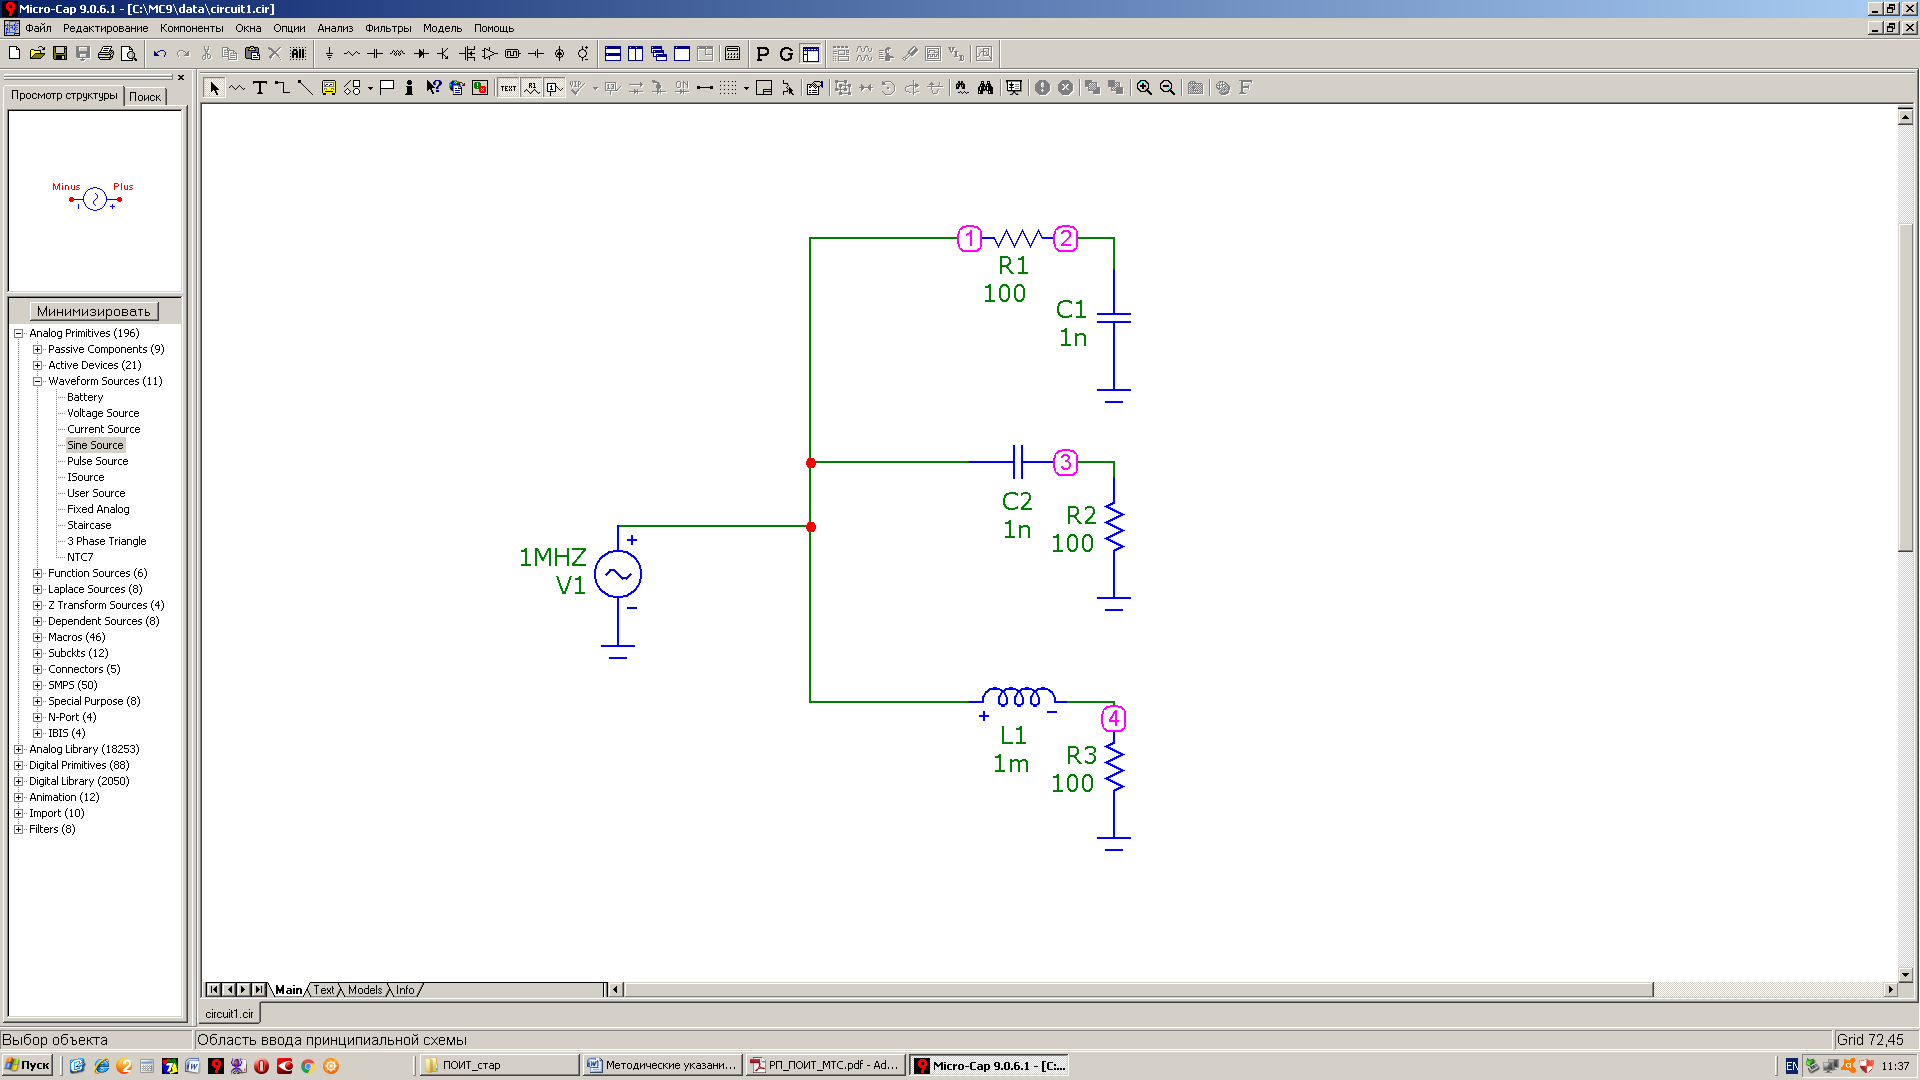 Micro-Cap 9.0.6.1 - [C:\MC9\data\circuit1.cir]
Файл Редактирование Компоненты Окна Опции Анализ Фильтры Модель Помощь
P G
Просмотр структуры Поиск
T TEXT R1 F
Minus Plus
Минимизировать
Analog Primitives (196)
Passive Components (9)
Active Devices (21)
Waveform Sources (11)
Battery
Voltage Source
Current Source
Sine Source
Pulse Source
ISource
User Source
Fixed Analog
Staircase
3 Phase Triangle
NTC7
Function Sources (6)
Laplace Sources (8)
Z Transform Sources (4)
Dependent Sources (8)
Macros (46)
Subckts (12)
Connectors (5)
SMPS (50)
Special Purpose (8)
N-Port (4)
IBIS (4)
Analog Library (18253)
Digital Primitives (88)
Digital Library (2050)
Animation (12)
Import (10)
Filters (8)
1 2
R1
100
C1
1n
3
C2
1n
R2
100
1MHZ
V1
+
−
+ −
L1
1m
4
R3
100
Main Text Models Info
circuit1.cir
Выбор объекта Область ввода принципиальной схемы Grid 72,45
Пуск ПОИТ_стар Методические указани... РП_ПОИТ_МТС.pdf - Ad... Micro-Cap 9.0.6.1 - [C:... EN 11:37